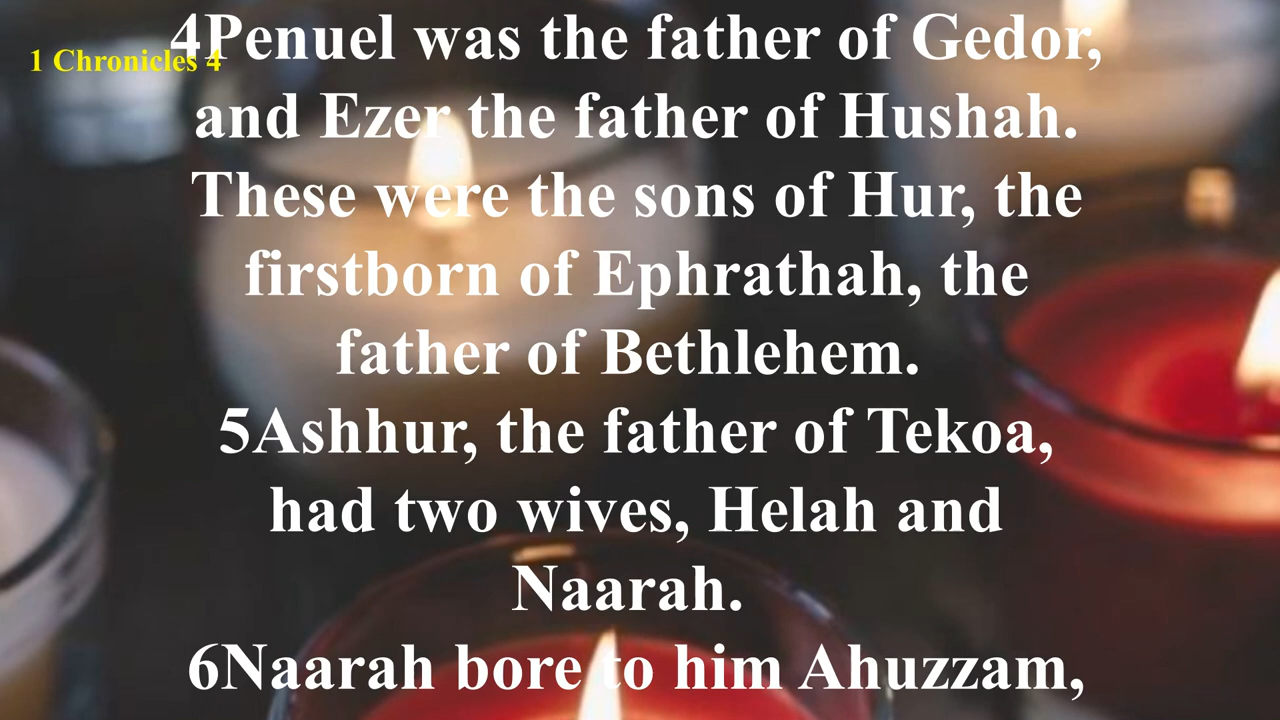 1 Chronicles 4
4Penuel was the father of Gedor,
and Ezer the father of Hushah.
These were the sons of Hur, the
firstborn of Ephrathah, the
father of Bethlehem.
5Ashhur, the father of Tekoa,
had two wives, Helah and
Naarah.
6Naarah bore to him Ahuzzam,